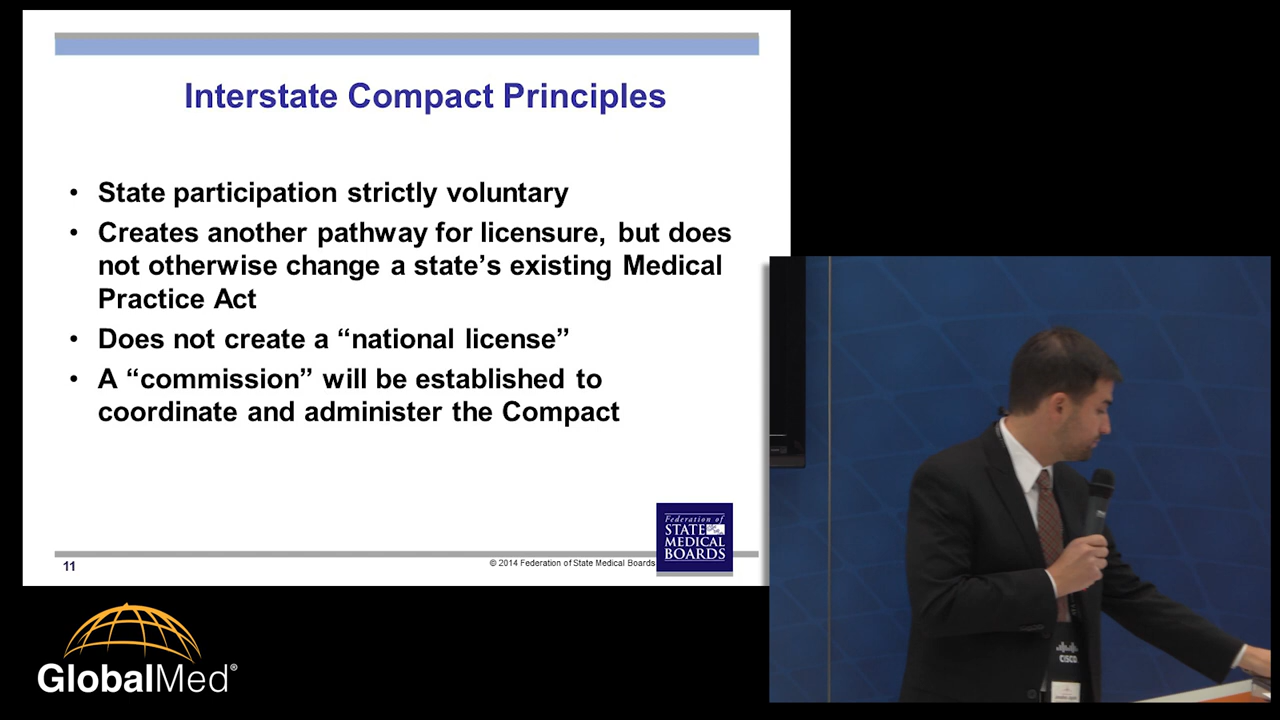 Interstate Compact Principles
• State participation strictly voluntary
• Creates another pathway for licensure, but does
not otherwise change a state’s existing Medical
Practice Act
• Does not create a “national license”
• A “commission” will be established to
coordinate and administer the Compact
Federation of
STATE
MEDICAL
BOARDS
11
© 2014 Federation of State Medical Boards
GlobalMed®
CISCO